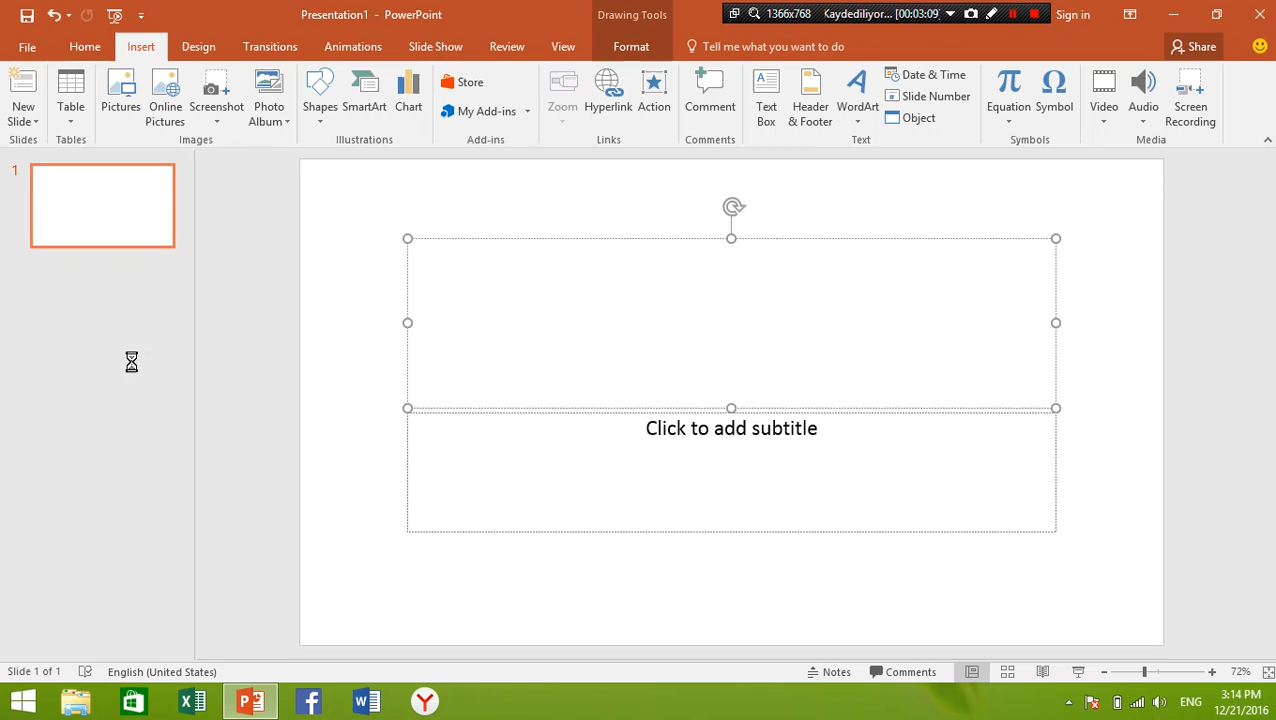 Presentation1 - PowerPoint
Drawing Tools
1366x768
Kaydediliyor... [00:03:09]
Sign in
File
Home
Insert
Design
Transitions
Animations
Slide Show
Review
View
Format
Tell me what you want to do
Share
New
Slide
Table
Pictures
Online
Pictures
Screenshot
Photo
Album
Shapes
SmartArt
Chart
Store
My Add-ins
Zoom
Hyperlink
Action
Comment
Text
Box
Header
& Footer
WordArt
Date & Time
Slide Number
Object
Equation
Symbol
Video
Audio
Screen
Recording
Slides
Tables
Images
Illustrations
Add-ins
Links
Comments
Text
Symbols
Media
1
Click to add subtitle
Slide 1 of 1
English (United States)
Notes
Comments
72%
ENG
3:14 PM
12/21/2016